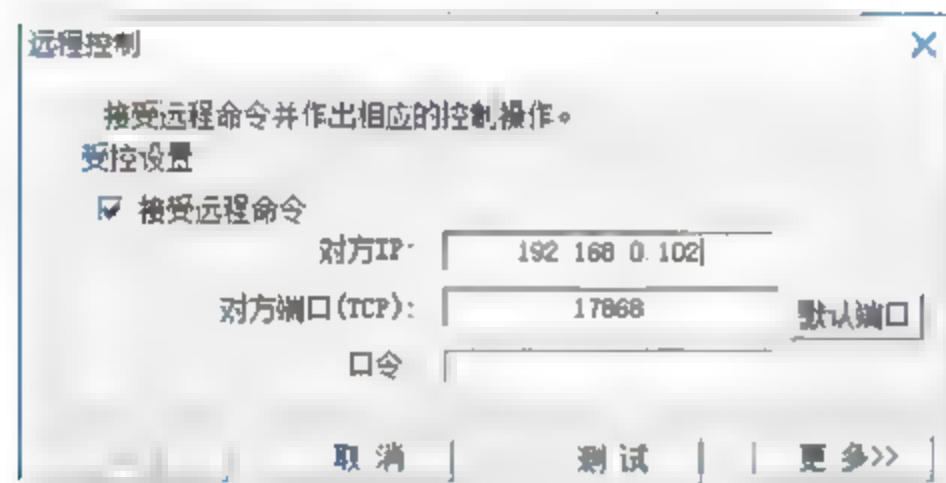 远程控制
接受远程命令并作出相应的控制操作。
受控设置
接受远程命令
对方IP: 192 168 0.102
对方端口(TCP): 17868 默认端口
口令
取消 测试 更多>>